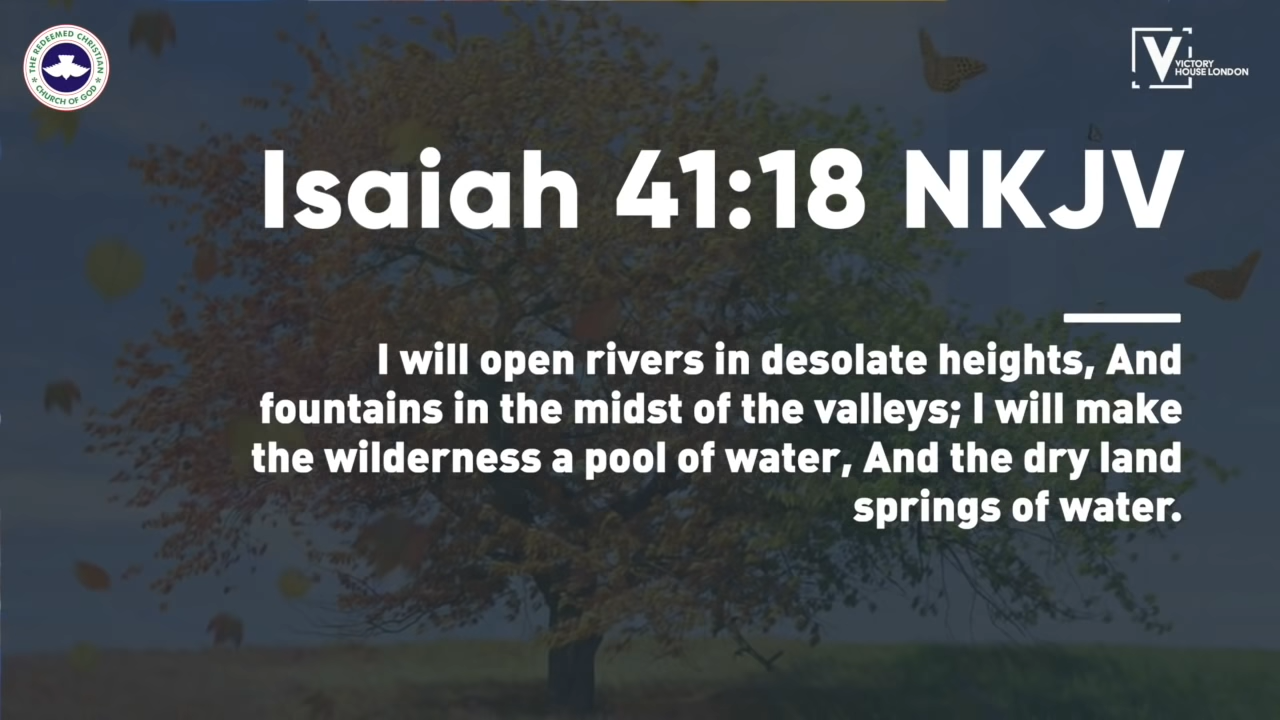 THE REDEEMED CHRISTIAN
CHURCH OF GOD
V
VICTORY
HOUSE LONDON
Isaiah 41:18 NKJV
I will open rivers in desolate heights, And
fountains in the midst of the valleys; I will make
the wilderness a pool of water, And the dry land
springs of water.